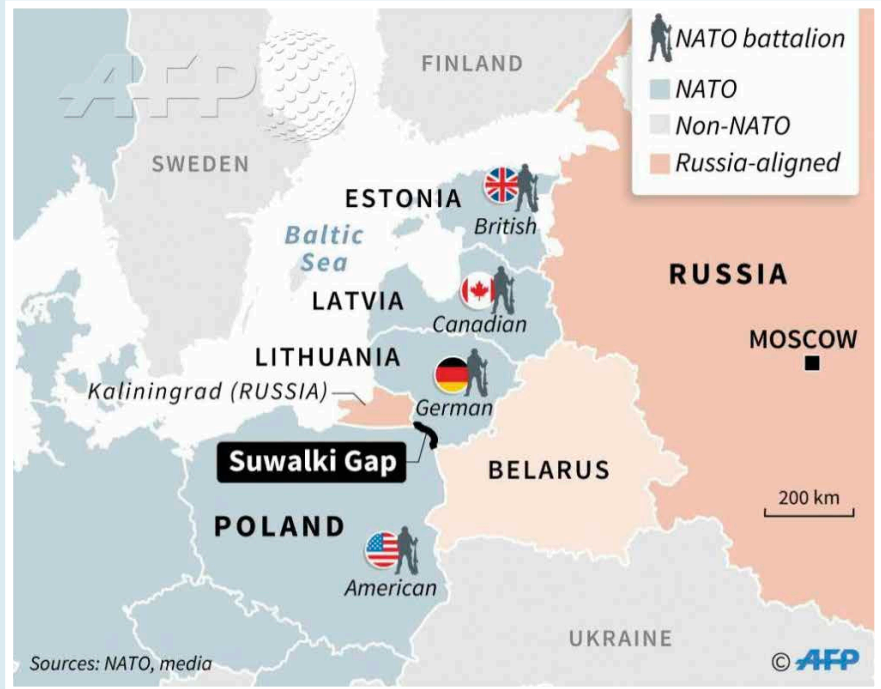 AFP
FINLAND
NATO battalion
NATO
Non-NATO
Russia-aligned
SWEDEN
ESTONIA
British
Baltic
Sea
RUSSIA
LATVIA
Canadian
MOSCOW
LITHUANIA
Kaliningrad (RUSSIA)
German
Suwalki Gap
BELARUS
200 km
POLAND
American
UKRAINE
Sources: NATO, media
© AFP